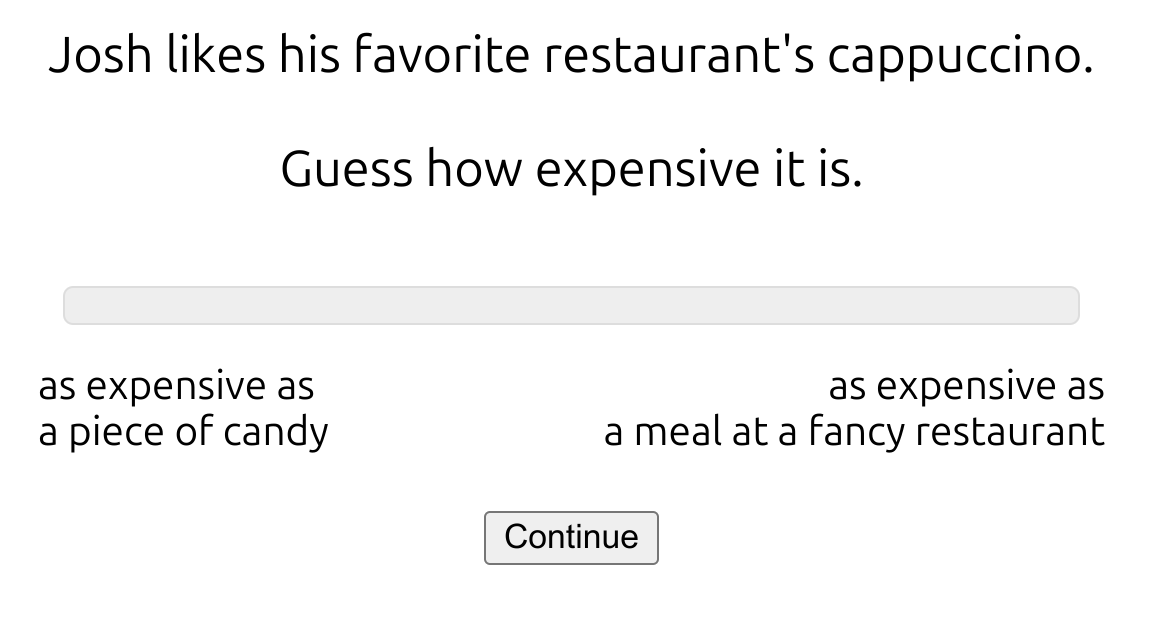 Josh likes his favorite restaurant's cappuccino.
Guess how expensive it is.
as expensive as
a piece of candy
as expensive as
a meal at a fancy restaurant
Continue